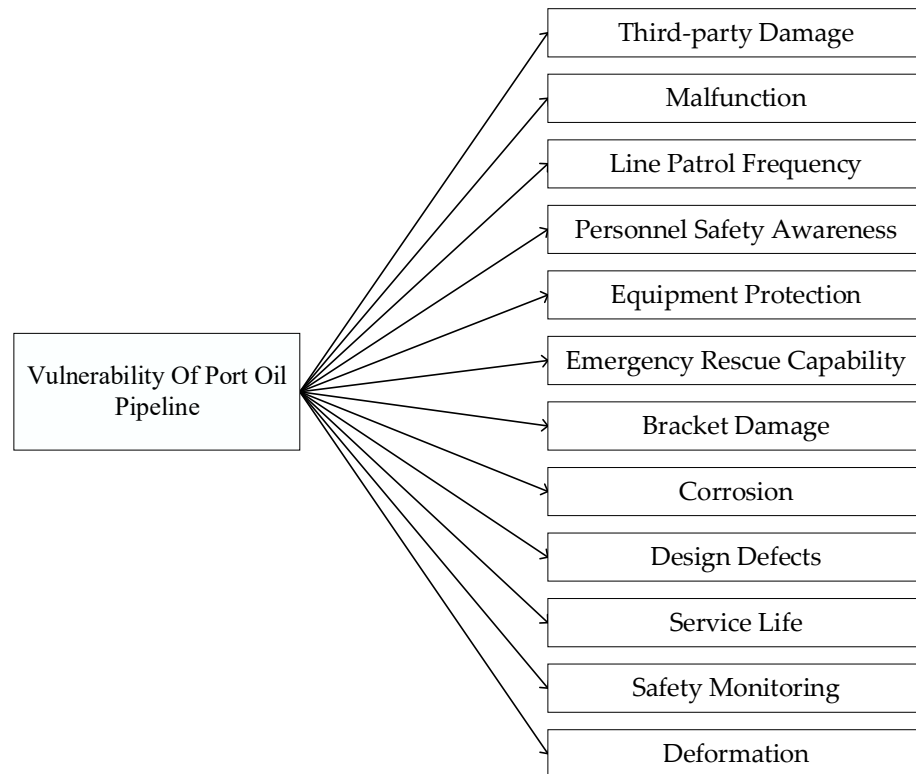 Third-party Damage
Malfunction
Line Patrol Frequency
Personnel Safety Awareness
Equipment Protection
Vulnerability Of Port Oil
Pipeline
Emergency Rescue Capability
Bracket Damage
Corrosion
Design Defects
Service Life
Safety Monitoring
Deformation